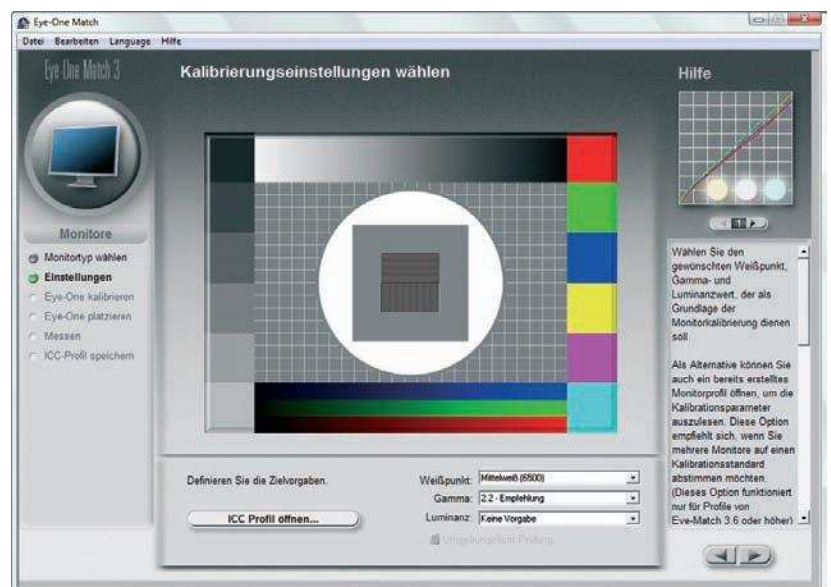 Eye-One Match
Datei Bearbeiten Language Hilfe
Eye-One Match 3
Kalibrierungseinstellungen wählen
Hilfe
Monitore
Monitortyp wählen
Einstellungen
Eye-One kalibrieren
Eye-One platzieren
Messen
ICC-Profil speichern
1
Wählen Sie den
gewünschten Weißpunkt,
Gamma- und
Luminanzwert, der als
Grundlage der
Monitorkalibrierung dienen
soll.
Als Alternative können Sie
auch ein bereits erstelltes
Monitorprofil öffnen, um die
Kalibrationsparameter
auszulesen. Diese Option
empfiehlt sich, wenn Sie
mehrere Monitore auf einen
Kalibrationsstandard
abstimmen möchten.
(Dieses Option funktioniert
nur für Profile von
Eye-Match 3.6 oder höher)
Definieren Sie die Zielvorgaben.
ICC Profil öffnen...
Weißpunkt: Mittelweiß (6500)
Gamma: 2.2 - Empfehlung
Luminanz: Keine Vorgabe
Umgebungslicht-Prüfung